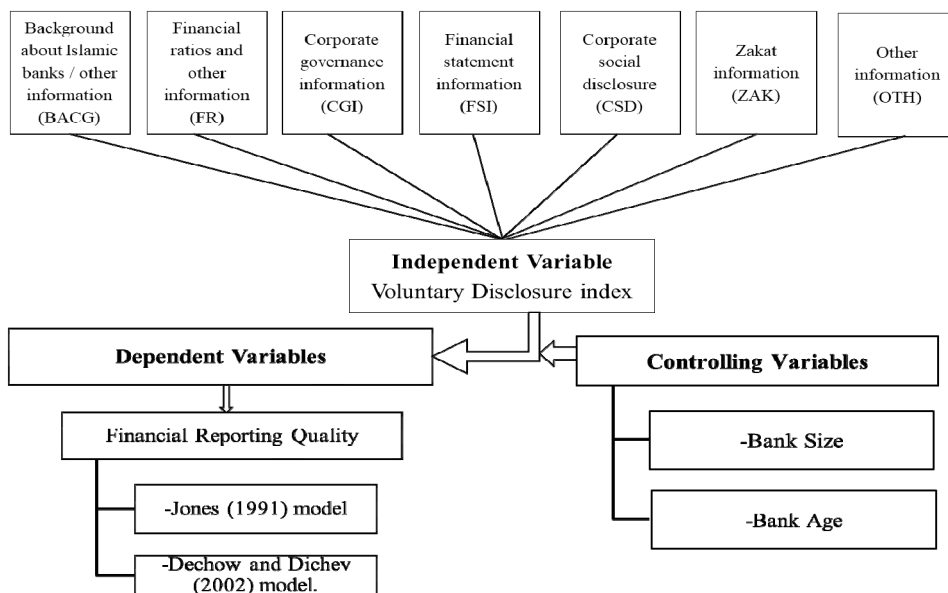 Background
about Islamic
banks / other
information
(BACG)
Financial
ratios and
other
information
(FR)
Corporate
governance
information
(CGI)
Financial
statement
information
(FSI)
Corporate
social
disclosure
(CSD)
Zakat
information
(ZAK)
Other
information
(OTH)
Independent Variable
Voluntary Disclosure index
Dependent Variables
Controlling Variables
Financial Reporting Quality
-Bank Size
-Jones (1991) model
-Bank Age
-Dechow and Dichev
(2002) model.